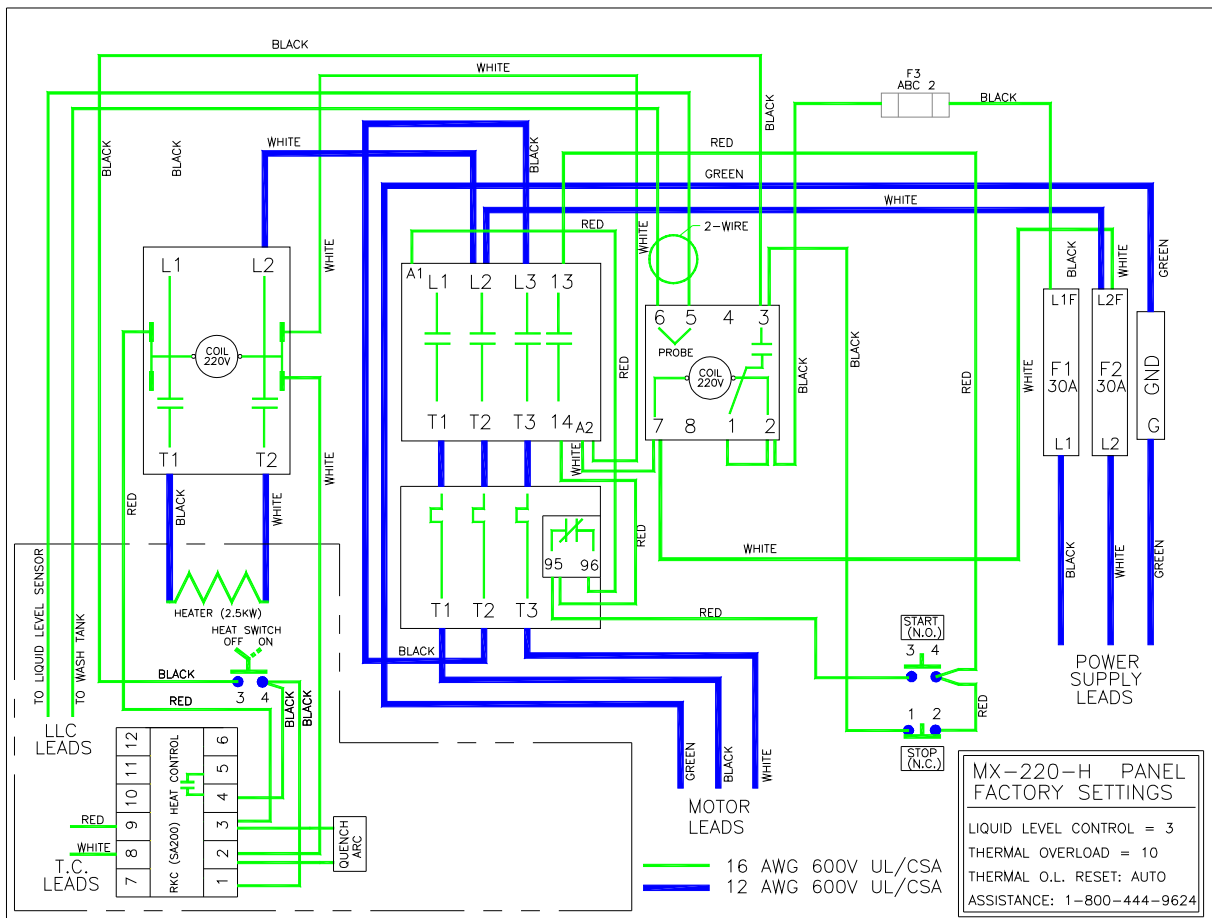 BLACK
WHITE
F3
ABC 2
BLACK
BLACK
BLACK
BLACK
BLACK
WHITE
RED
GREEN
WHITE
RED
2-WIRE
WHITE
WHITE
BLACK
WHITE
GREEN
L1
L2
COIL
220V
T1
T2
A1
L1
L2
L3
13
T1
T2
T3
14
A2
6
5
4
3
PROBE
COIL
220V
7
8
1
2
RED
BLACK
BLACK
WHITE
RED
L1F
F1
30A
L1
L2F
F2
30A
L2
GND
G
RED
BLACK
WHITE
WHITE
WHITE
RED
WHITE
BLACK
WHITE
GREEN
95
96
T1
T2
T3
RED
BLACK
HEATER (2.5KW)
HEAT SWITCH
OFF
ON
BLACK
RED
3
4
BLACK
BLACK
TO LIQUID LEVEL SENSOR
TO WASH TANK
LLC
LEADS
START
(N.O.)
3
4
1
2
STOP
(N.C.)
RED
POWER
SUPPLY
LEADS
12
11
10
9
8
7
RKC (SA200) HEAT CONTROL
6
5
4
3
2
1
RED
WHITE
T.C.
LEADS
QUENCH
ARC
GREEN
BLACK
WHITE
MOTOR
LEADS
16 AWG 600V UL/CSA
12 AWG 600V UL/CSA
MX-220-H PANEL
FACTORY SETTINGS
LIQUID LEVEL CONTROL = 3
THERMAL OVERLOAD = 10
THERMAL O.L. RESET: AUTO
ASSISTANCE: 1-800-444-9624